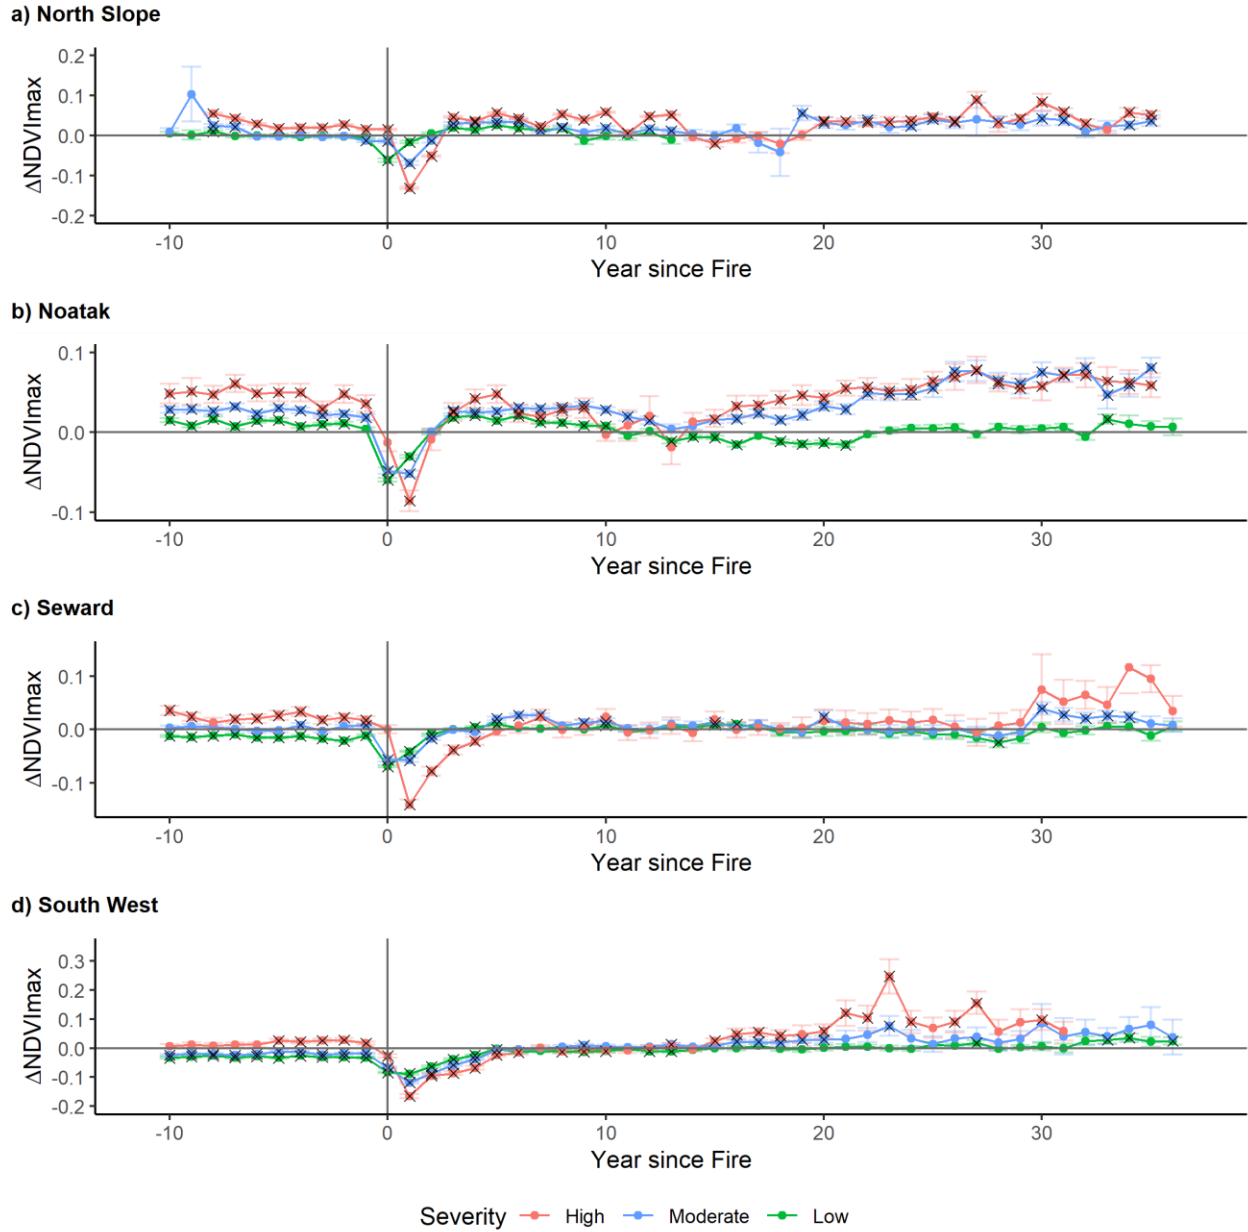 a) North Slope
0.2
0.1
0.0
-0.1
-0.2
ΔNDVImax
-10 0 10 20 30
Year since Fire
b) Noatak
0.1
0.0
-0.1
ΔNDVImax
-10 0 10 20 30
Year since Fire
c) Seward
0.1
0.0
-0.1
ΔNDVImax
-10 0 10 20 30
Year since Fire
d) South West
0.3
0.2
0.1
0.0
-0.1
-0.2
ΔNDVImax
-10 0 10 20 30
Year since Fire
Severity High Moderate Low